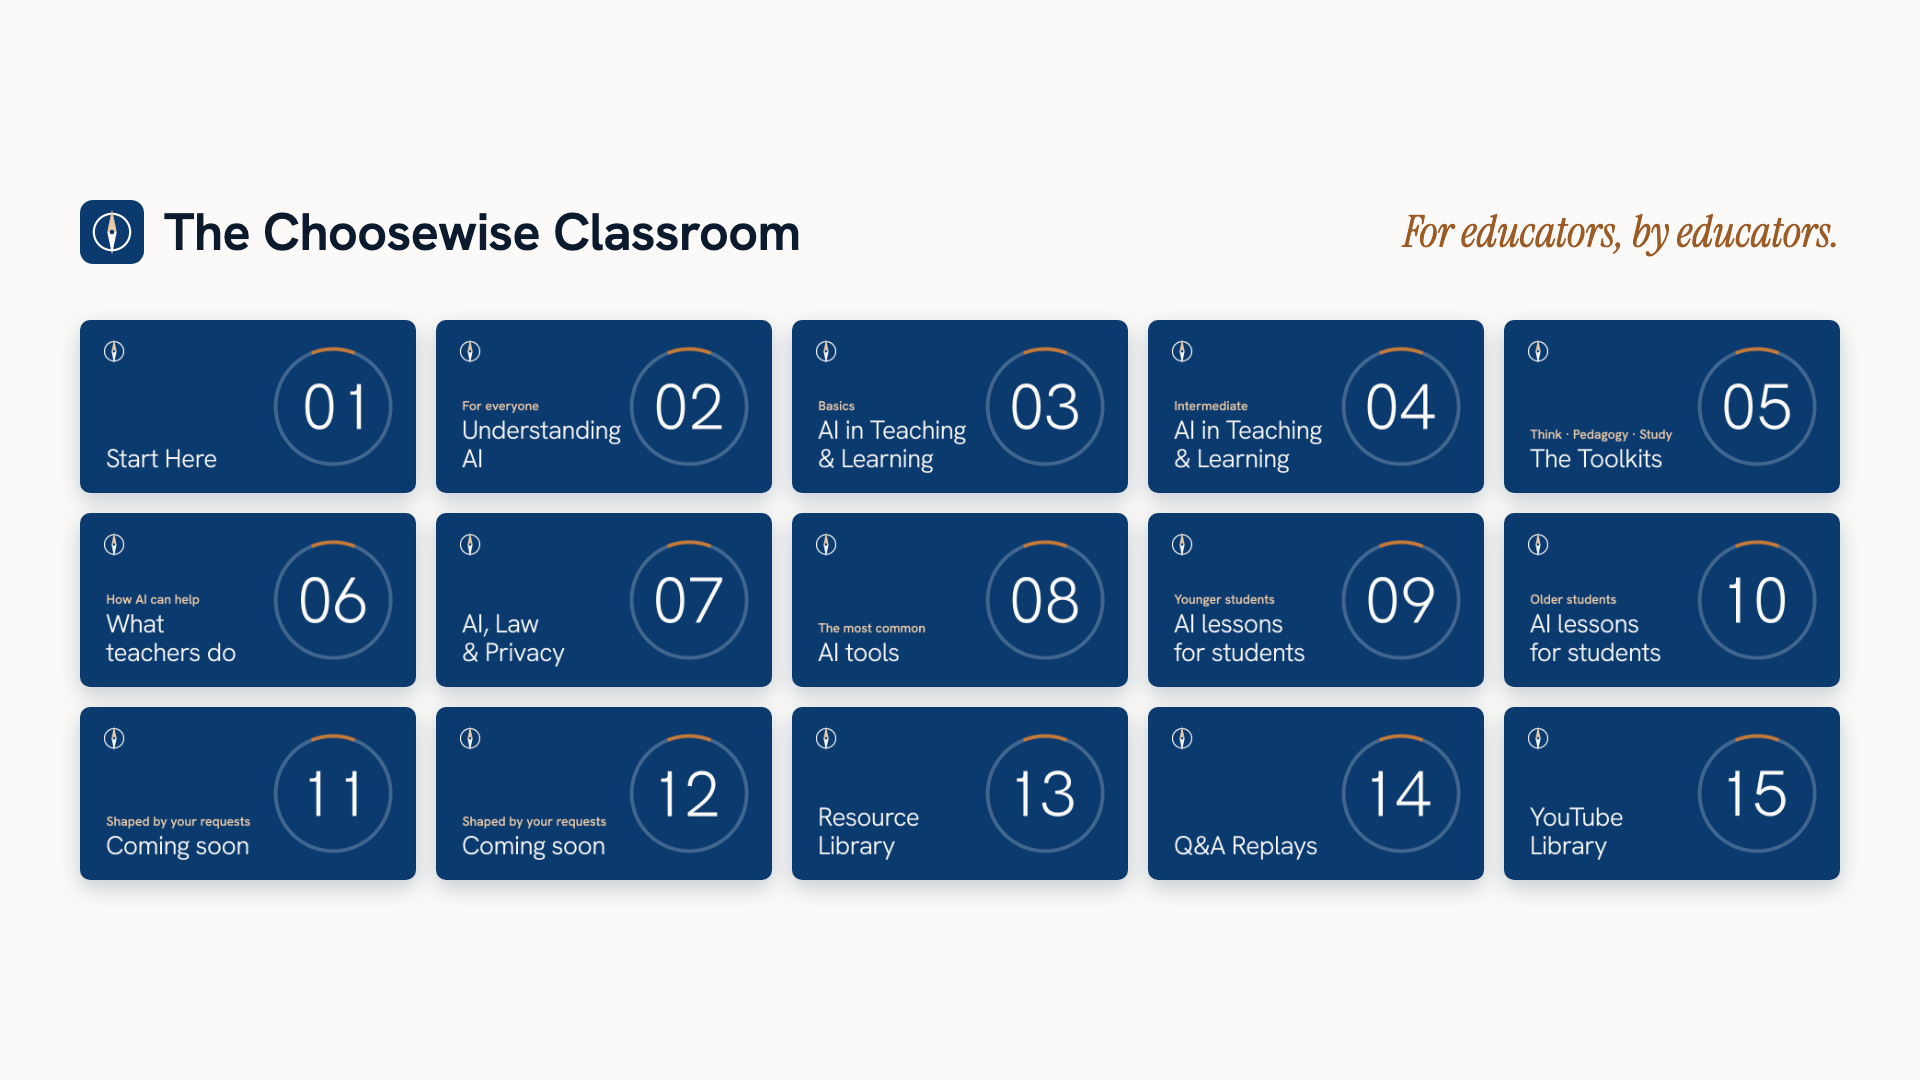 The Choosewise Classroom
For educators, by educators.
01
Start Here
02
For everyone
Understanding
AI
03
Basics
AI in Teaching
& Learning
04
Intermediate
AI in Teaching
& Learning
05
Think · Pedagogy · Study
The Toolkits
06
How AI can help
What
teachers do
07
AI, Law
& Privacy
08
The most common
AI tools
09
Younger students
AI lessons
for students
10
Older students
AI lessons
for students
11
Shaped by your requests
Coming soon
12
Shaped by your requests
Coming soon
13
Resource
Library
14
Q&A Replays
15
YouTube
Library